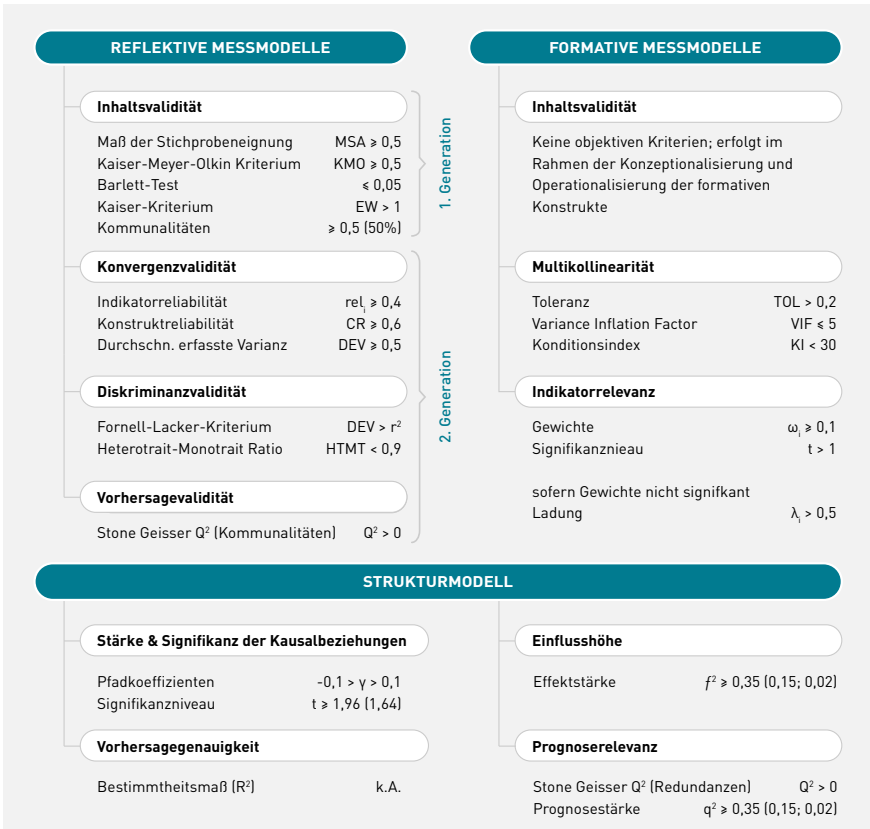 REFLEKTIVE MESSMODELLE
Inhaltsvalidität
Maß der Stichprobeneignung MSA ⩾ 0,5
Kaiser-Meyer-Olkin Kriterium KMO ⩾ 0,5
Barlett-Test ⩽ 0,05
Kaiser-Kriterium EW > 1
Kommunalitäten ⩾ 0,5 (50%)
1. Generation
Konvergenzvalidität
Indikatorreliabilität relᵢ ⩾ 0,4
Konstruktreliabilität CR ⩾ 0,6
Durchschn. erfasste Varianz DEV ⩾ 0,5
Diskriminanzvalidität
Fornell-Lacker-Kriterium DEV > r²
Heterotrait-Monotrait Ratio HTMT < 0,9
Vorhersagevalidität
Stone Geisser Q² (Kommunalitäten) Q² > 0
2. Generation
FORMATIVE MESSMODELLE
Inhaltsvalidität
Keine objektiven Kriterien; erfolgt im
Rahmen der Konzeptionalisierung und
Operationalisierung der formativen
Konstrukte
Multikollinearität
Toleranz TOL > 0,2
Variance Inflation Factor VIF ⩽ 5
Konditionsindex KI < 30
Indikatorrelevanz
Gewichte ωᵢ ⩾ 0,1
Signifikanznieau t > 1
sofern Gewichte nicht signifkant
Ladung λᵢ > 0,5
STRUKTURMODELL
Stärke & Signifikanz der Kausalbeziehungen
Pfadkoeffizienten -0,1 > γ > 0,1
Signifikanzniveau t ⩾ 1,96 (1,64)
Vorhersagegenauigkeit
Bestimmtheitsmaß (R²) k.A.
Einflusshöhe
Effektstärke f² ⩾ 0,35 (0,15; 0,02)
Prognoserelevanz
Stone Geisser Q² (Redundanzen) Q² > 0
Prognosestärke q² ⩾ 0,35 (0,15; 0,02)